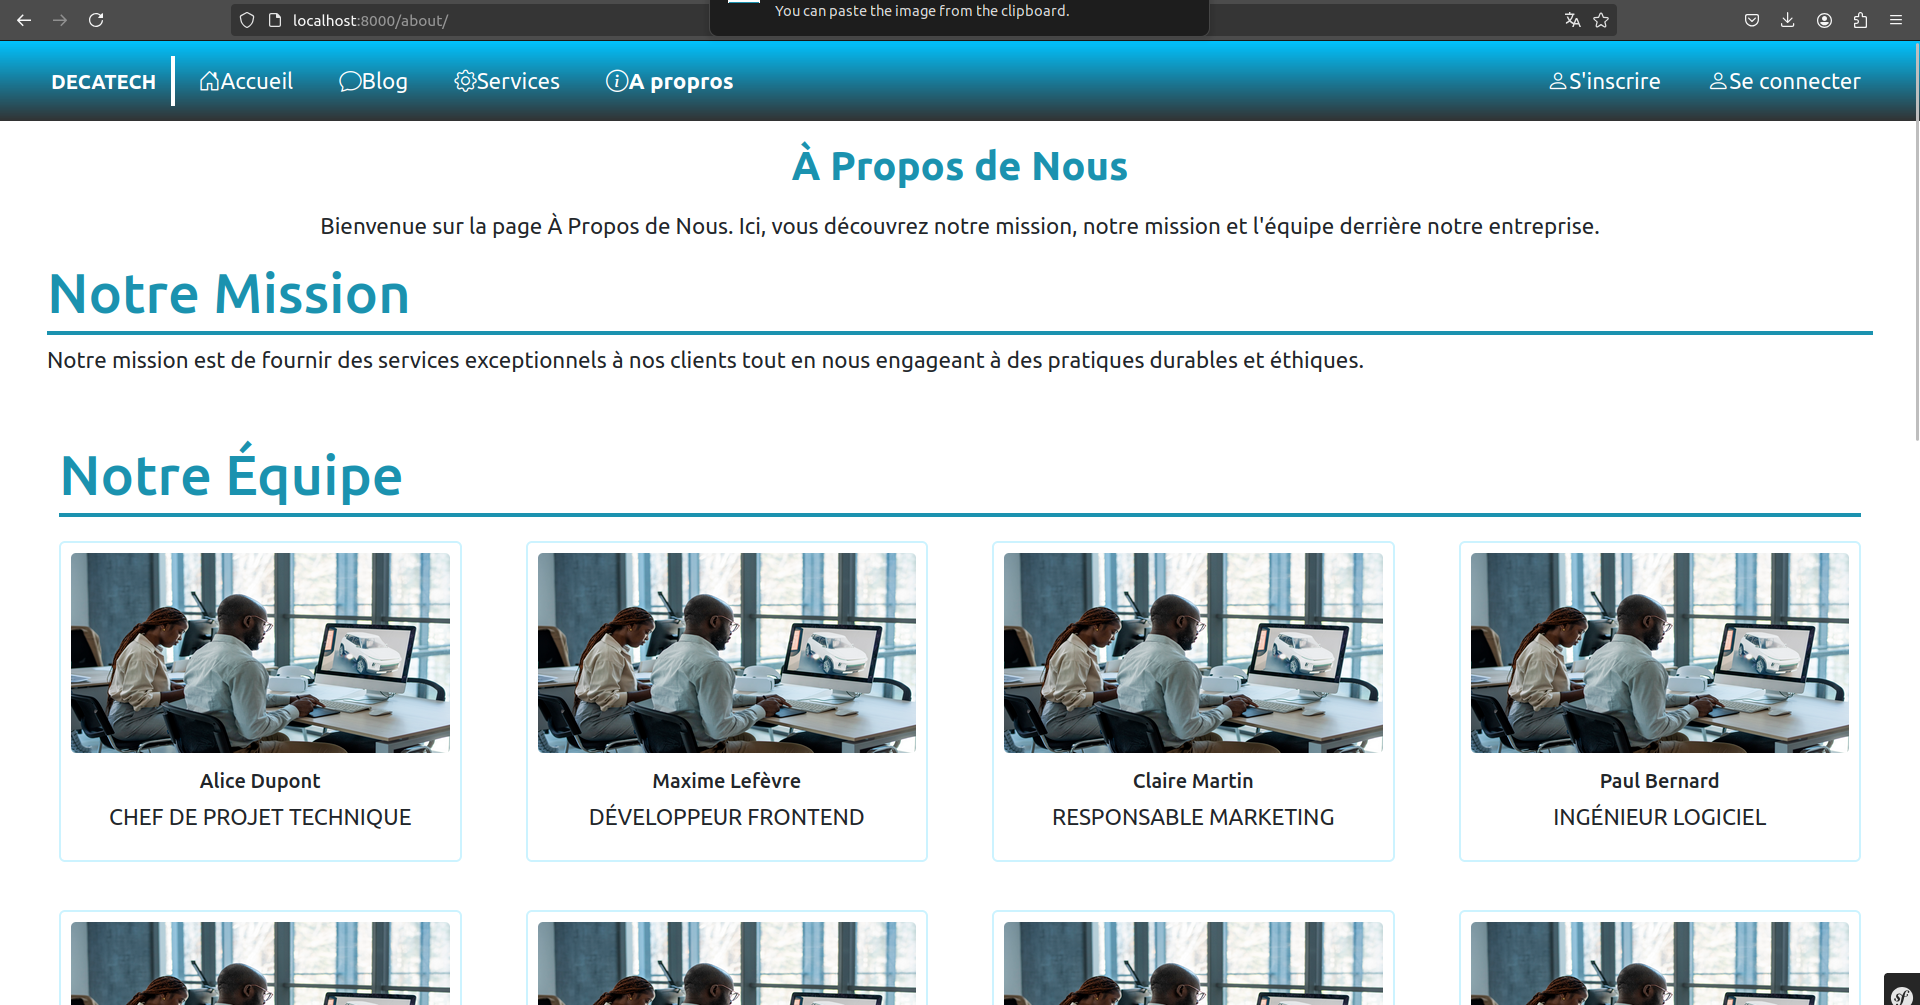 localhost:8000/about/
You can paste the image from the clipboard.
DECATECH
Accueil
Blog
Services
A propros
S'inscrire
Se connecter
À Propos de Nous
Bienvenue sur la page À Propos de Nous. Ici, vous découvrez notre mission, notre mission et l'équipe derrière notre entreprise.
Notre Mission
Notre mission est de fournir des services exceptionnels à nos clients tout en nous engageant à des pratiques durables et éthiques.
Notre Équipe
Alice Dupont
CHEF DE PROJET TECHNIQUE
Maxime Lefèvre
DÉVELOPPEUR FRONTEND
Claire Martin
RESPONSABLE MARKETING
Paul Bernard
INGÉNIEUR LOGICIEL
sf